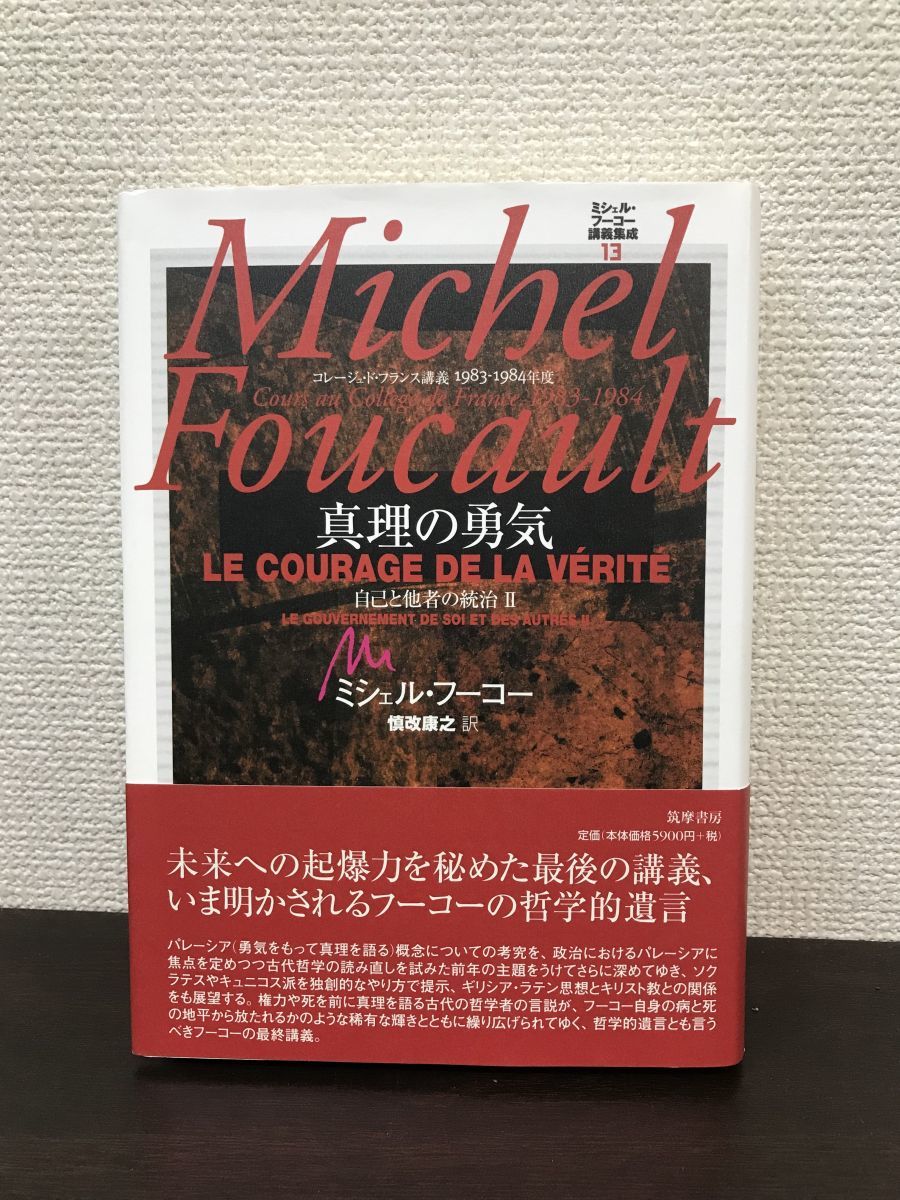 Michel
Foucault
ミシェル・
フーコー
講義集成
13
コレージュ・ド・フランス講義 1983-1984年度
Cours au Collège de France, 1983-1984
真理の勇気
LE COURAGE DE LA VÉRITÉ
自己と他者の統治 II
LE GOUVERNEMENT DE SOI ET DES AUTRES II
ミシェル・フーコー
慎改康之 訳
筑摩書房
定価(本体価格5900円+税)
未来への起爆力を秘めた最後の講義、
いま明かされるフーコーの哲学的遺言
パレーシア(勇気をもって真理を語る)概念についての考究を、政治におけるパレーシアに
焦点を定めつつ古代哲学の読み直しを試みた前年の主題をうけてさらに深めてゆき、ソク
ラテスやキュニコス派を独創的なやり方で提示、ギリシア・ラテン思想とキリスト教との関係
をも展望する。権力や死を前に真理を語る古代の哲学者の言説が、フーコー自身の病と死
の地平から放たれるかのような稀有な輝きとともに繰り広げられてゆく、哲学的遺言とも言う
べきフーコーの最終講義。